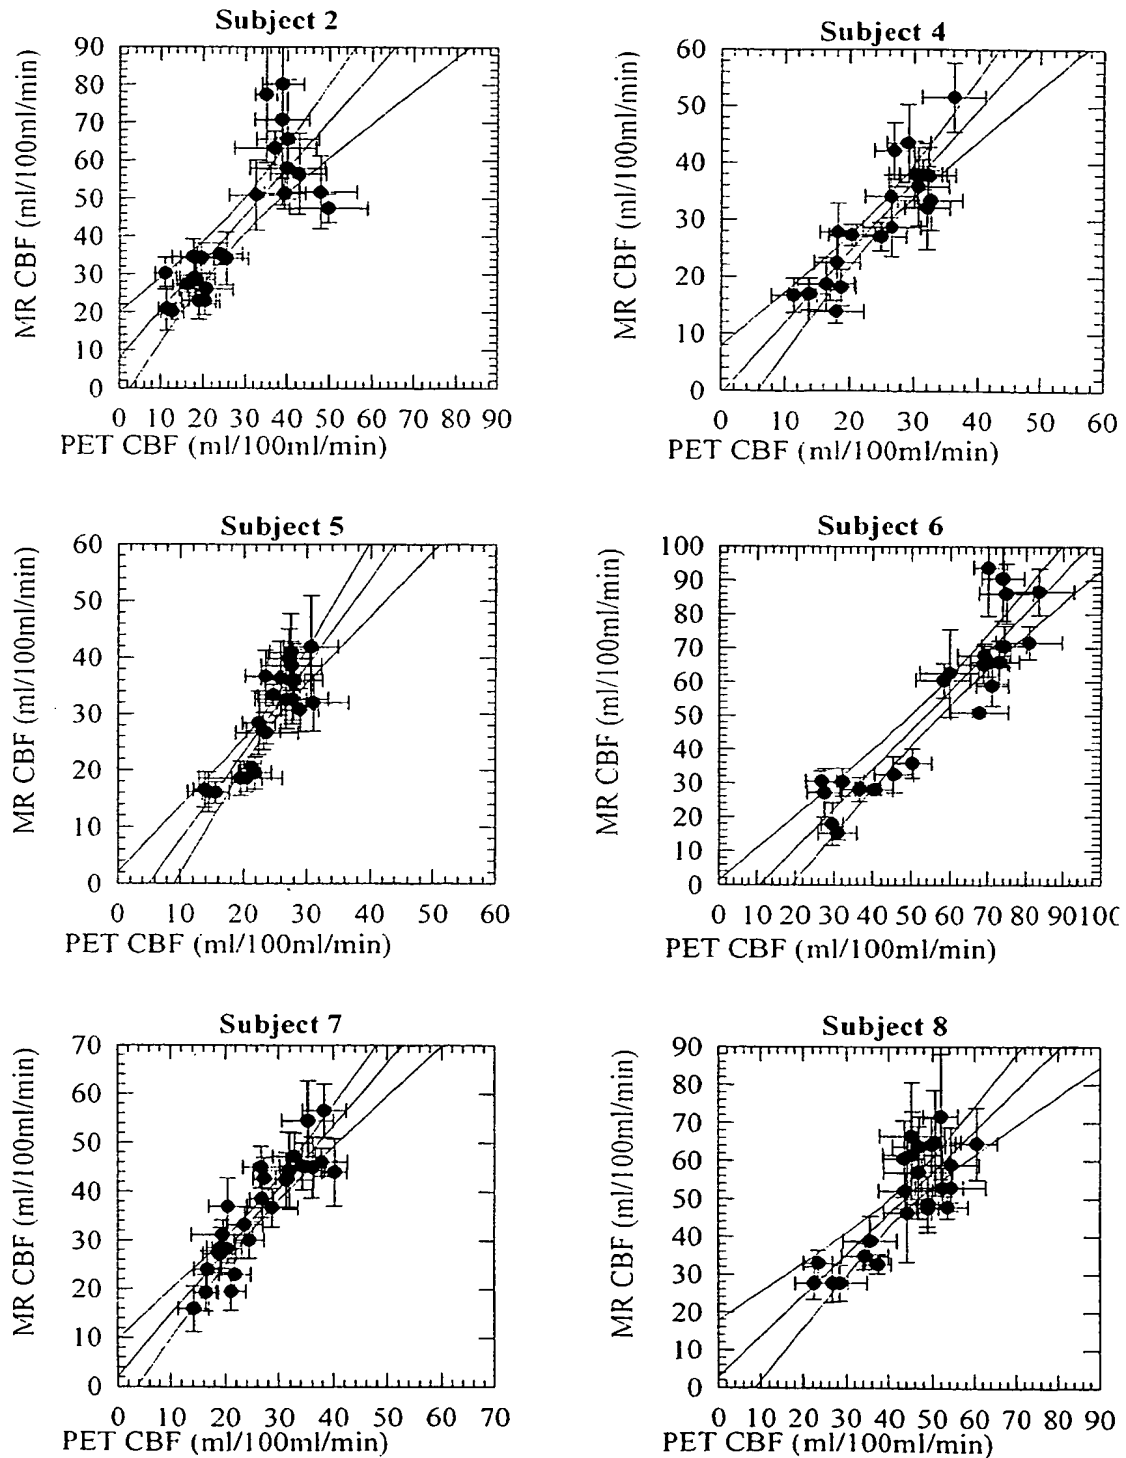 Subject 2
MR CBF (ml/100ml/min)
90
80
70
60
50
40
30
20
10
0
0 10 20 30 40 50 60 70 80 90
PET CBF (ml/100ml/min)
Subject 4
MR CBF (ml/100ml/min)
60
50
40
30
20
10
0
0 10 20 30 40 50 60
PET CBF (ml/100ml/min)
Subject 5
MR CBF (ml/100ml/min)
60
50
40
30
20
10
0
0 10 20 30 40 50 60
PET CBF (ml/100ml/min)
Subject 6
MR CBF (ml/100ml/min)
100
90
80
70
60
50
40
30
20
10
0
0 10 20 30 40 50 60 70 80 90100
PET CBF (ml/100ml/min)
Subject 7
MR CBF (ml/100ml/min)
70
60
50
40
30
20
10
0
0 10 20 30 40 50 60 70
PET CBF (ml/100ml/min)
Subject 8
MR CBF (ml/100ml/min)
90
80
70
60
50
40
30
20
10
0
0 10 20 30 40 50 60 70 80 90
PET CBF (ml/100ml/min)